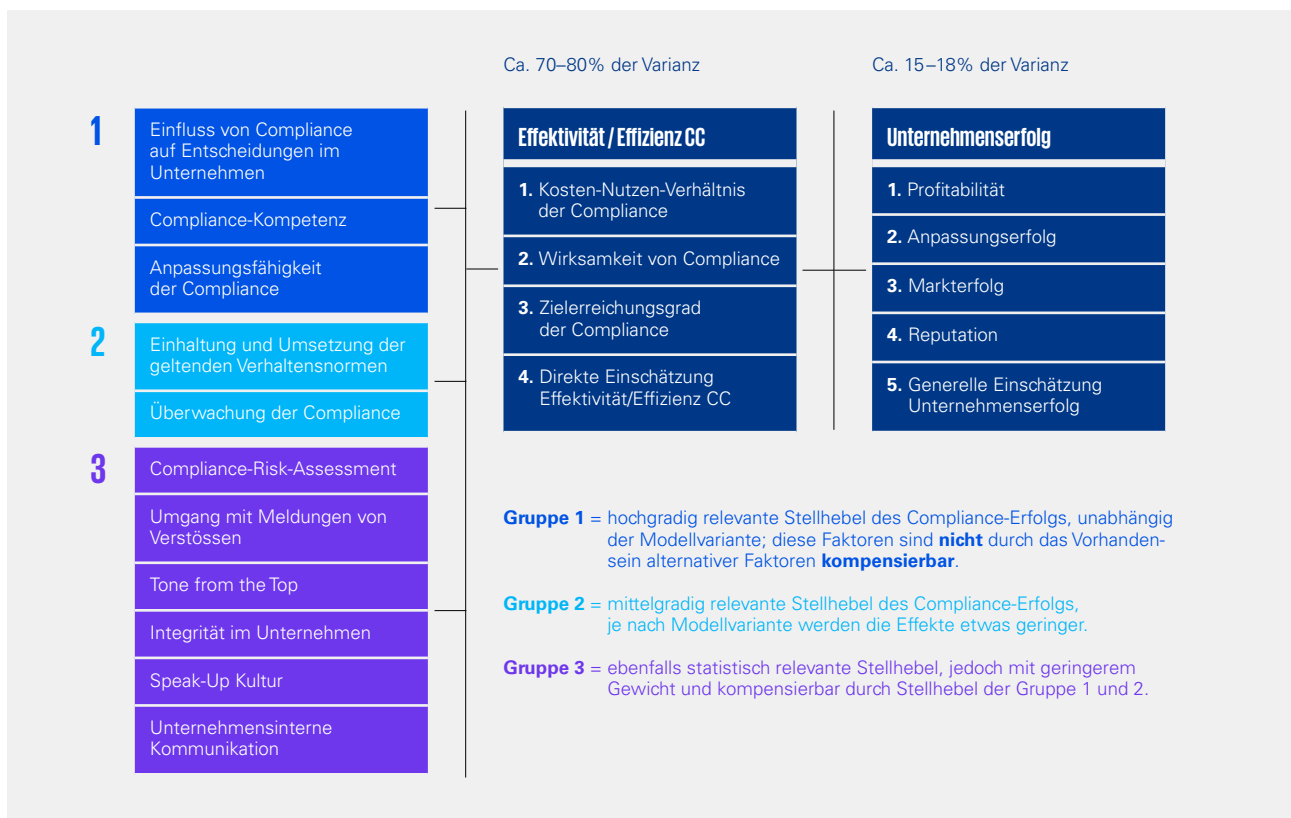 Ca. 70–80% der Varianz
Ca. 15–18% der Varianz
1
Einfluss von Compliance
auf Entscheidungen im
Unternehmen
Compliance-Kompetenz
Anpassungsfähigkeit
der Compliance
2
Einhaltung und Umsetzung der
geltenden Verhaltensnormen
Überwachung der Compliance
3
Compliance-Risk-Assessment
Umgang mit Meldungen von
Verstössen
Tone from the Top
Integrität im Unternehmen
Speak-Up Kultur
Unternehmensinterne
Kommunikation
Effektivität / Effizienz CC
1. Kosten-Nutzen-Verhältnis
der Compliance
2. Wirksamkeit von Compliance
3. Zielerreichungsgrad
der Compliance
4. Direkte Einschätzung
Effektivität/Effizienz CC
Unternehmenserfolg
1. Profitabilität
2. Anpassungserfolg
3. Markterfolg
4. Reputation
5. Generelle Einschätzung
Unternehmenserfolg
Gruppe 1 = hochgradig relevante Stellhebel des Compliance-Erfolgs, unabhängig
der Modellvariante; diese Faktoren sind nicht durch das Vorhanden-
sein alternativer Faktoren kompensierbar.
Gruppe 2 = mittelgradig relevante Stellhebel des Compliance-Erfolgs,
je nach Modellvariante werden die Effekte etwas geringer.
Gruppe 3 = ebenfalls statistisch relevante Stellhebel, jedoch mit geringerem
Gewicht und kompensierbar durch Stellhebel der Gruppe 1 und 2.